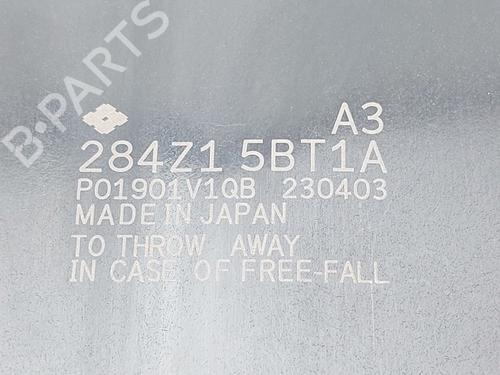 B-PARTS
A3
284Z1 5BT1A
P01901V1QB 230403
MADE IN JAPAN
TO THROW AWAY
IN CASE OF FREE-FALL